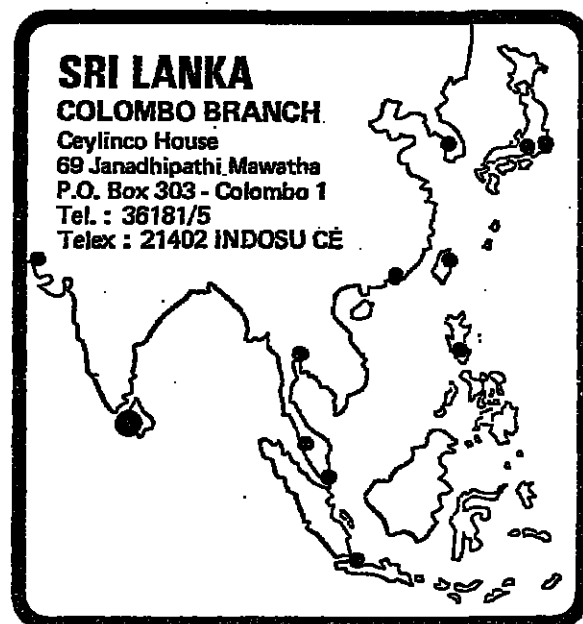 SRI LANKA
COLOMBO BRANCH
Ceylinco House
69 Janadhipathi Mawatha
P.O. Box 303 - Colombo 1
Tel. : 36181/5
Telex : 21402 INDOSU CE